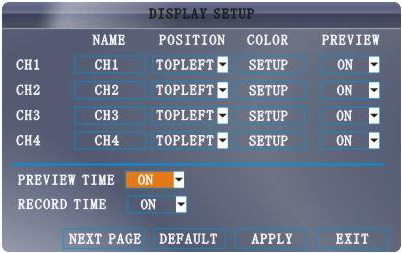 DISPLAY SETUP
NAME POSITION COLOR PREVIEW
CH1 CH1 TOPLEFT SETUP ON
CH2 CH2 TOPLEFT SETUP ON
CH3 CH3 TOPLEFT SETUP ON
CH4 CH4 TOPLEFT SETUP ON
PREVIEW TIME ON
RECORD TIME ON
NEXT PAGE DEFAULT APPLY EXIT